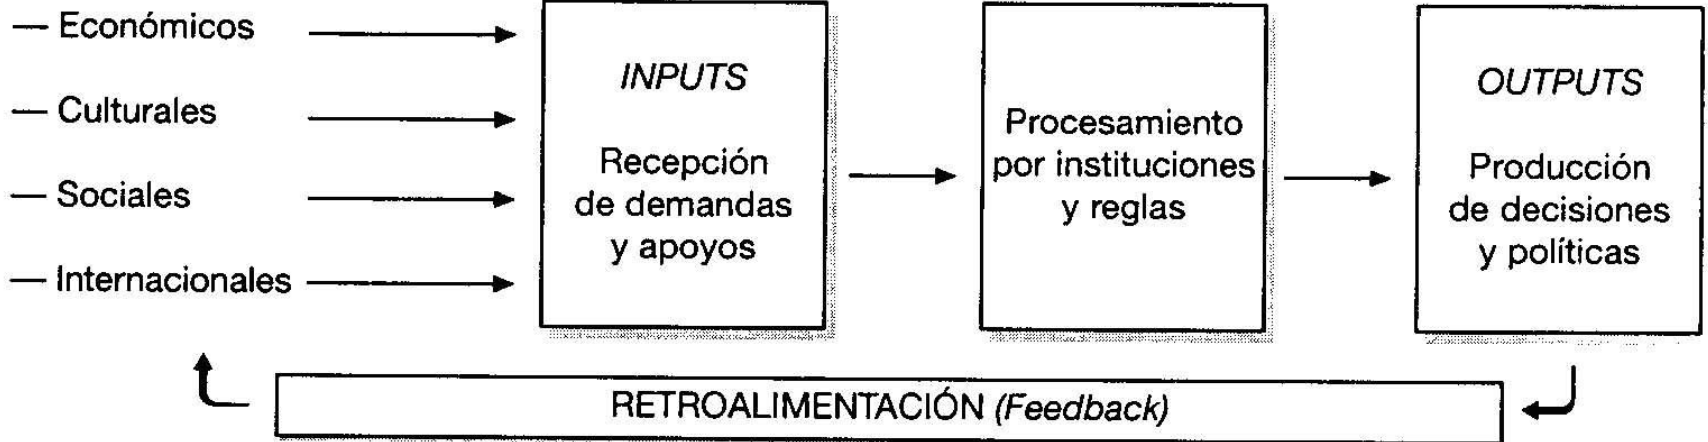 — Económicos
— Culturales
— Sociales
— Internacionales
INPUTS
Recepción
de demandas
y apoyos
Procesamiento
por instituciones
y reglas
OUTPUTS
Producción
de decisiones
y políticas
RETROALIMENTACIÓN (Feedback)